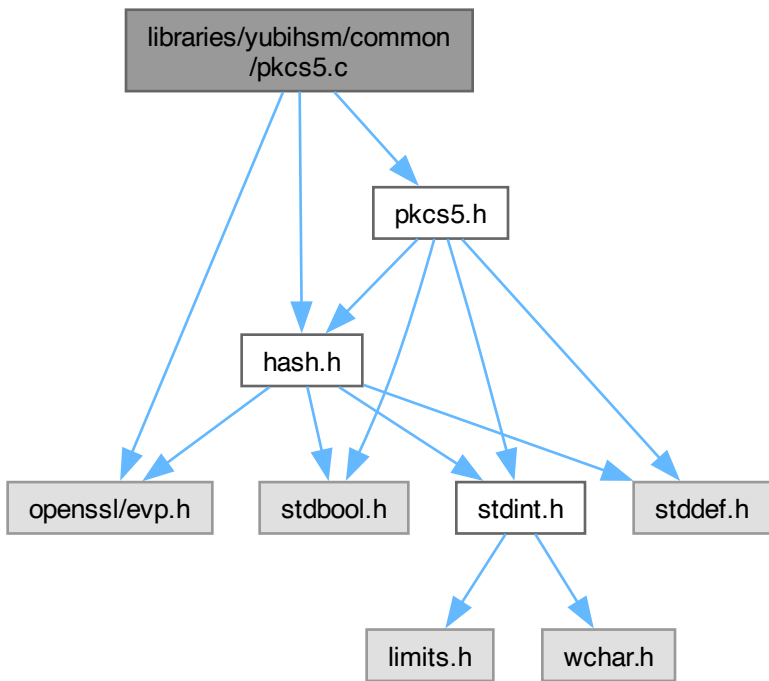 libraries/yubihsm/common
/pkcs5.c
pkcs5.h
hash.h
openssl/evp.h
stdbool.h
stdint.h
stddef.h
limits.h
wchar.h